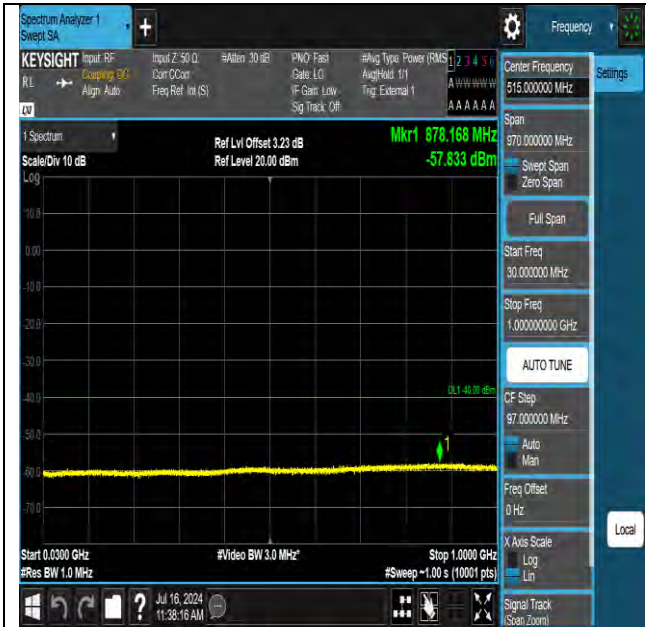 Spectrum Analyzer 1
Swept SA
+
Frequency
KEYSIGHT
RL
Input: RF
Coupling: DC
Align: Auto
Input Z: 50 Ω
Corr CCorr
Freq Ref: Int (S)
#Atten: 30 dB
PNO: Fast
Gate: LO
IF Gain: Low
Sig Track: Off
#Avg Type: Power (RMS
Avg|Hold: 1/1
Trig: External 1
1 2 3 4 5 6
A W W W W W
A A A A A A
1 Spectrum
Scale/Div 10 dB
Ref Lvl Offset 3.23 dB
Ref Level 20.00 dBm
Mkr1 878.168 MHz
-57.833 dBm
Log
10.0
0.00
-10.0
-20.0
-30.0
-40.0
-50.0
-60.0
-70.0
DL1 -40.00 dBm
1
Start 0.0300 GHz
#Res BW 1.0 MHz
#Video BW 3.0 MHz*
Stop 1.0000 GHz
#Sweep ~1.00 s (10001 pts)
?
Jul 16, 2024
11:38:16 AM
Center Frequency
515.000000 MHz
Settings
Span
970.000000 MHz
Swept Span
Zero Span
Full Span
Start Freq
30.000000 MHz
Stop Freq
1.000000000 GHz
AUTO TUNE
CF Step
97.000000 MHz
Auto
Man
Freq Offset
0 Hz
X Axis Scale
Log
Lin
Local
Signal Track
(Span Zoom)